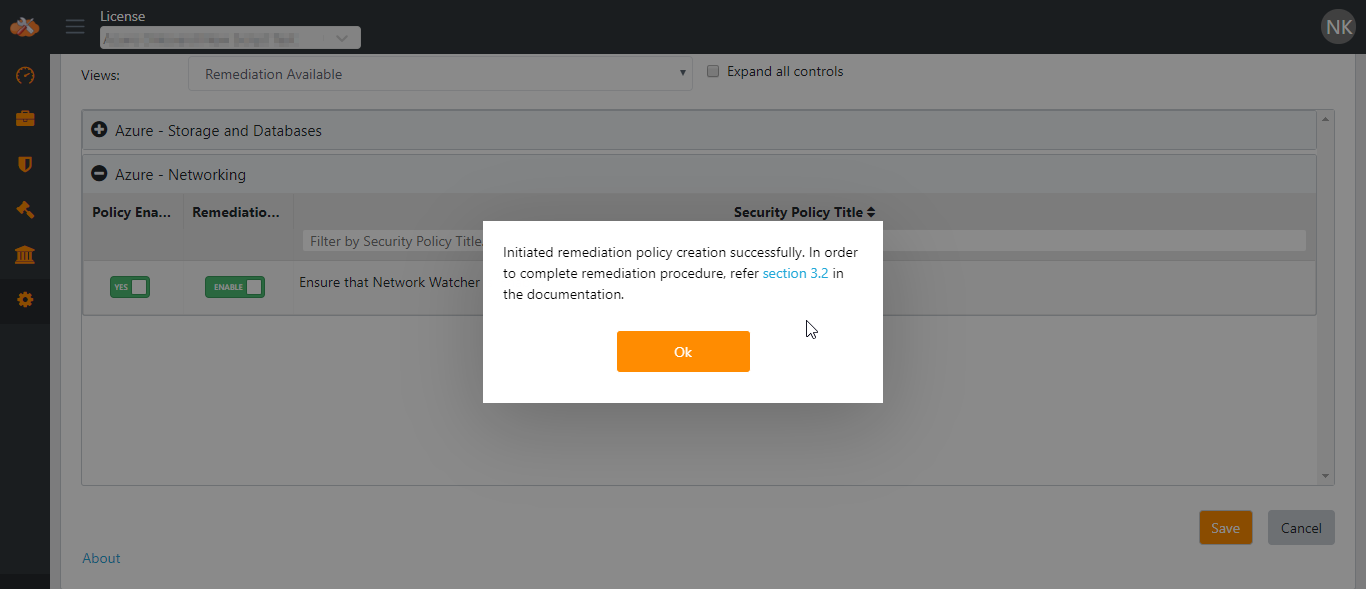 License
NK
Views:
Remediation Available
Expand all controls
Azure - Storage and Databases
Azure - Networking
Policy Ena... Remediatio... Security Policy Title
Filter by Security Policy Title
YES ENABLE Ensure that Network Watcher
Initiated remediation policy creation successfully. In order
to complete remediation procedure, refer section 3.2 in
the documentation.
Ok
Save Cancel
About